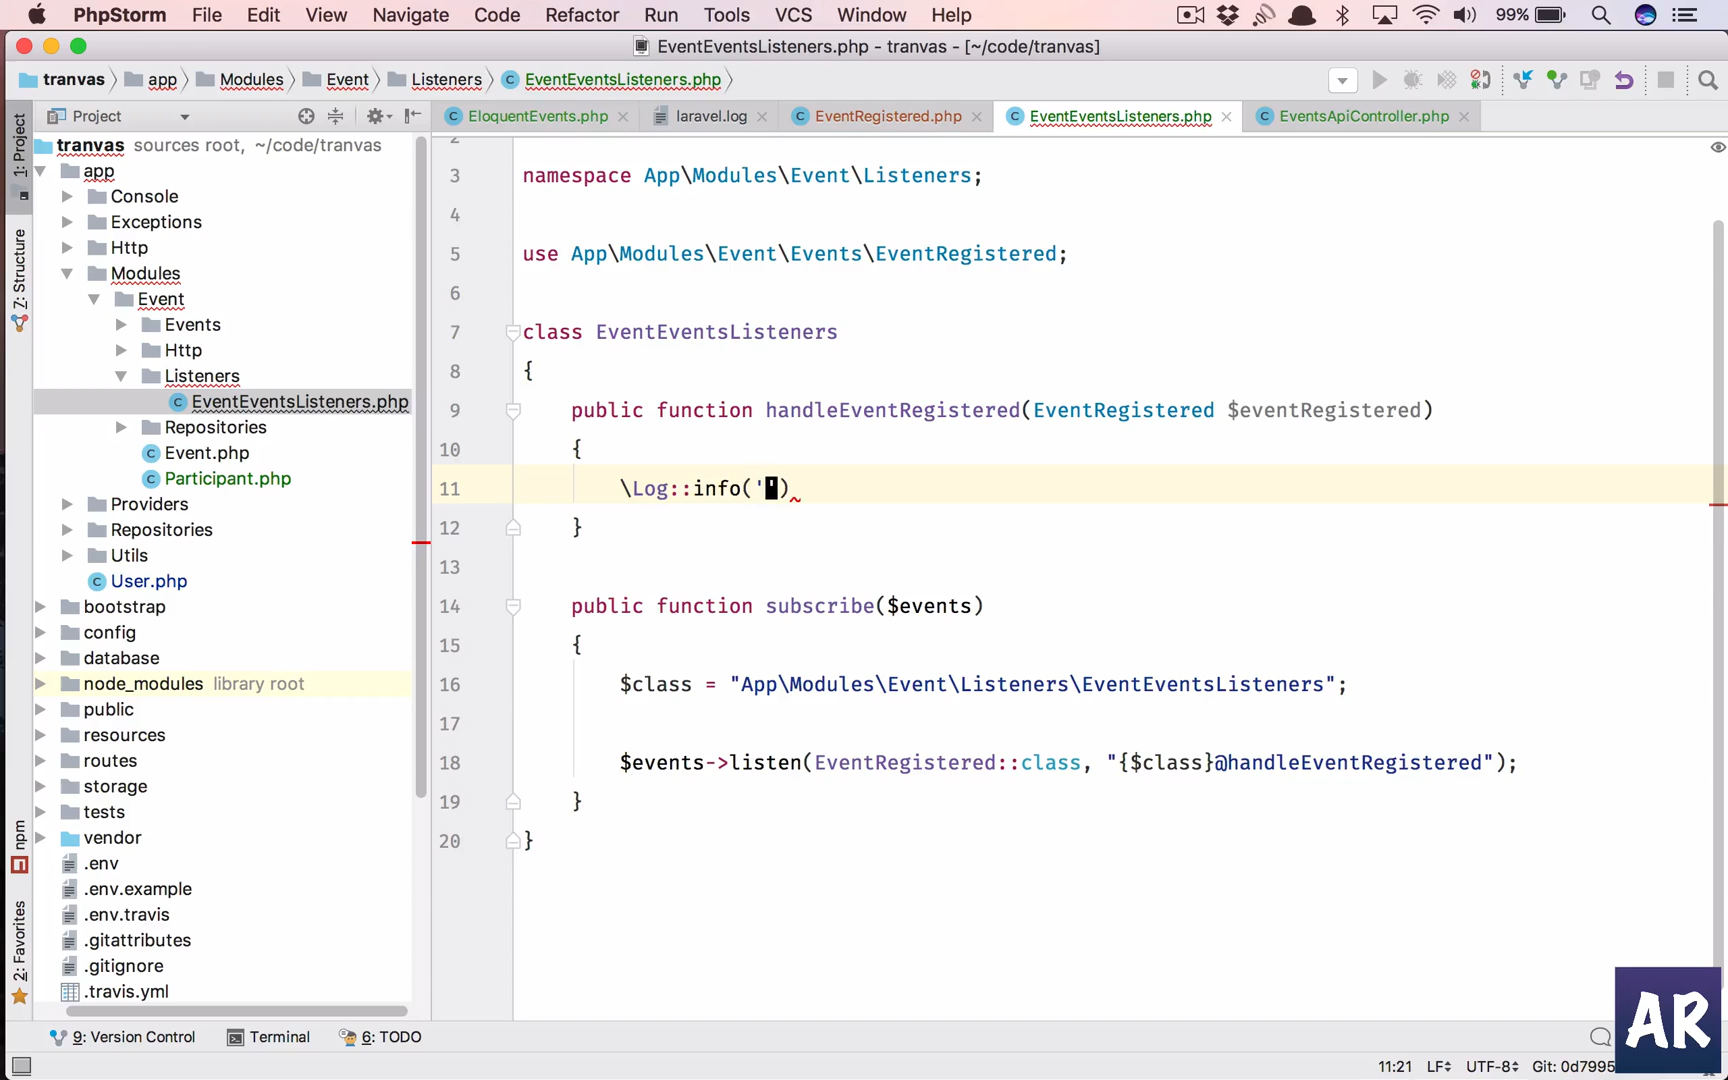 PhpStorm File Edit View Navigate Code Refactor Run Tools VCS Window Help 99%
EventEventsListeners.php - tranvas - [~/code/tranvas]
tranvas app Modules Event Listeners EventEventsListeners.php
Project EloquentEvents.php laravel.log EventRegistered.php EventEventsListeners.php EventsApiController.php
1: Project
7: Structure
npm
2: Favorites
tranvas sources root, ~/code/tranvas
app
Console
Exceptions
Http
Modules
Event
Events
Http
Listeners
EventEventsListeners.php
Repositories
Event.php
Participant.php
Providers
Repositories
Utils
User.php
bootstrap
config
database
node_modules library root
public
resources
routes
storage
tests
vendor
.env
.env.example
.env.travis
.gitattributes
.gitignore
.travis.yml
2
3 namespace App\Modules\Event\Listeners;
4
5 use App\Modules\Event\Events\EventRegistered;
6
7 class EventEventsListeners
8 {
9 public function handleEventRegistered(EventRegistered $eventRegistered)
10 {
11 \Log::info('')
12 }
13
14 public function subscribe($events)
15 {
16 $class = "App\Modules\Event\Listeners\EventEventsListeners";
17
18 $events->listen(EventRegistered::class, "{$class}@handleEventRegistered");
19 }
20 }
9: Version Control Terminal 6: TODO
11:21 LF UTF-8 Git: 0d7995
AR